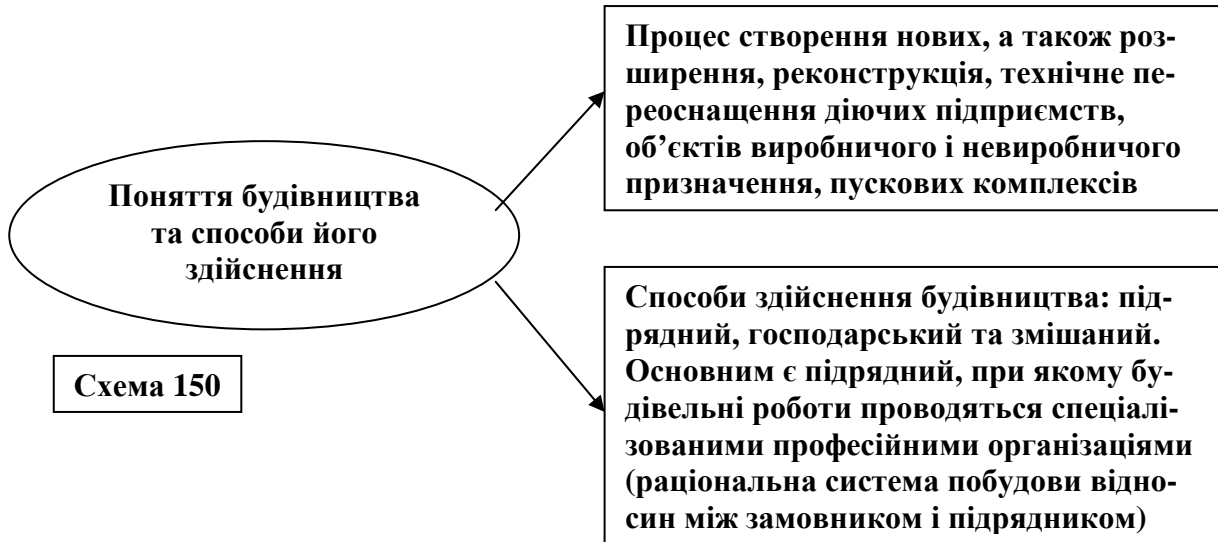 Процес створення нових, а також роз-
ширення, реконструкція, технічне пе-
реоснащення діючих підприємств,
об’єктів виробничого і невиробничого
призначення, пускових комплексів
Поняття будівництва
та способи його
здійснення
Способи здійснення будівництва: під-
рядний, господарський та змішаний.
Основним є підрядний, при якому бу-
дівельні роботи проводяться спеціалі-
зованими професійними організаціями
(раціональна система побудови відно-
син між замовником і підрядником)
Схема 150